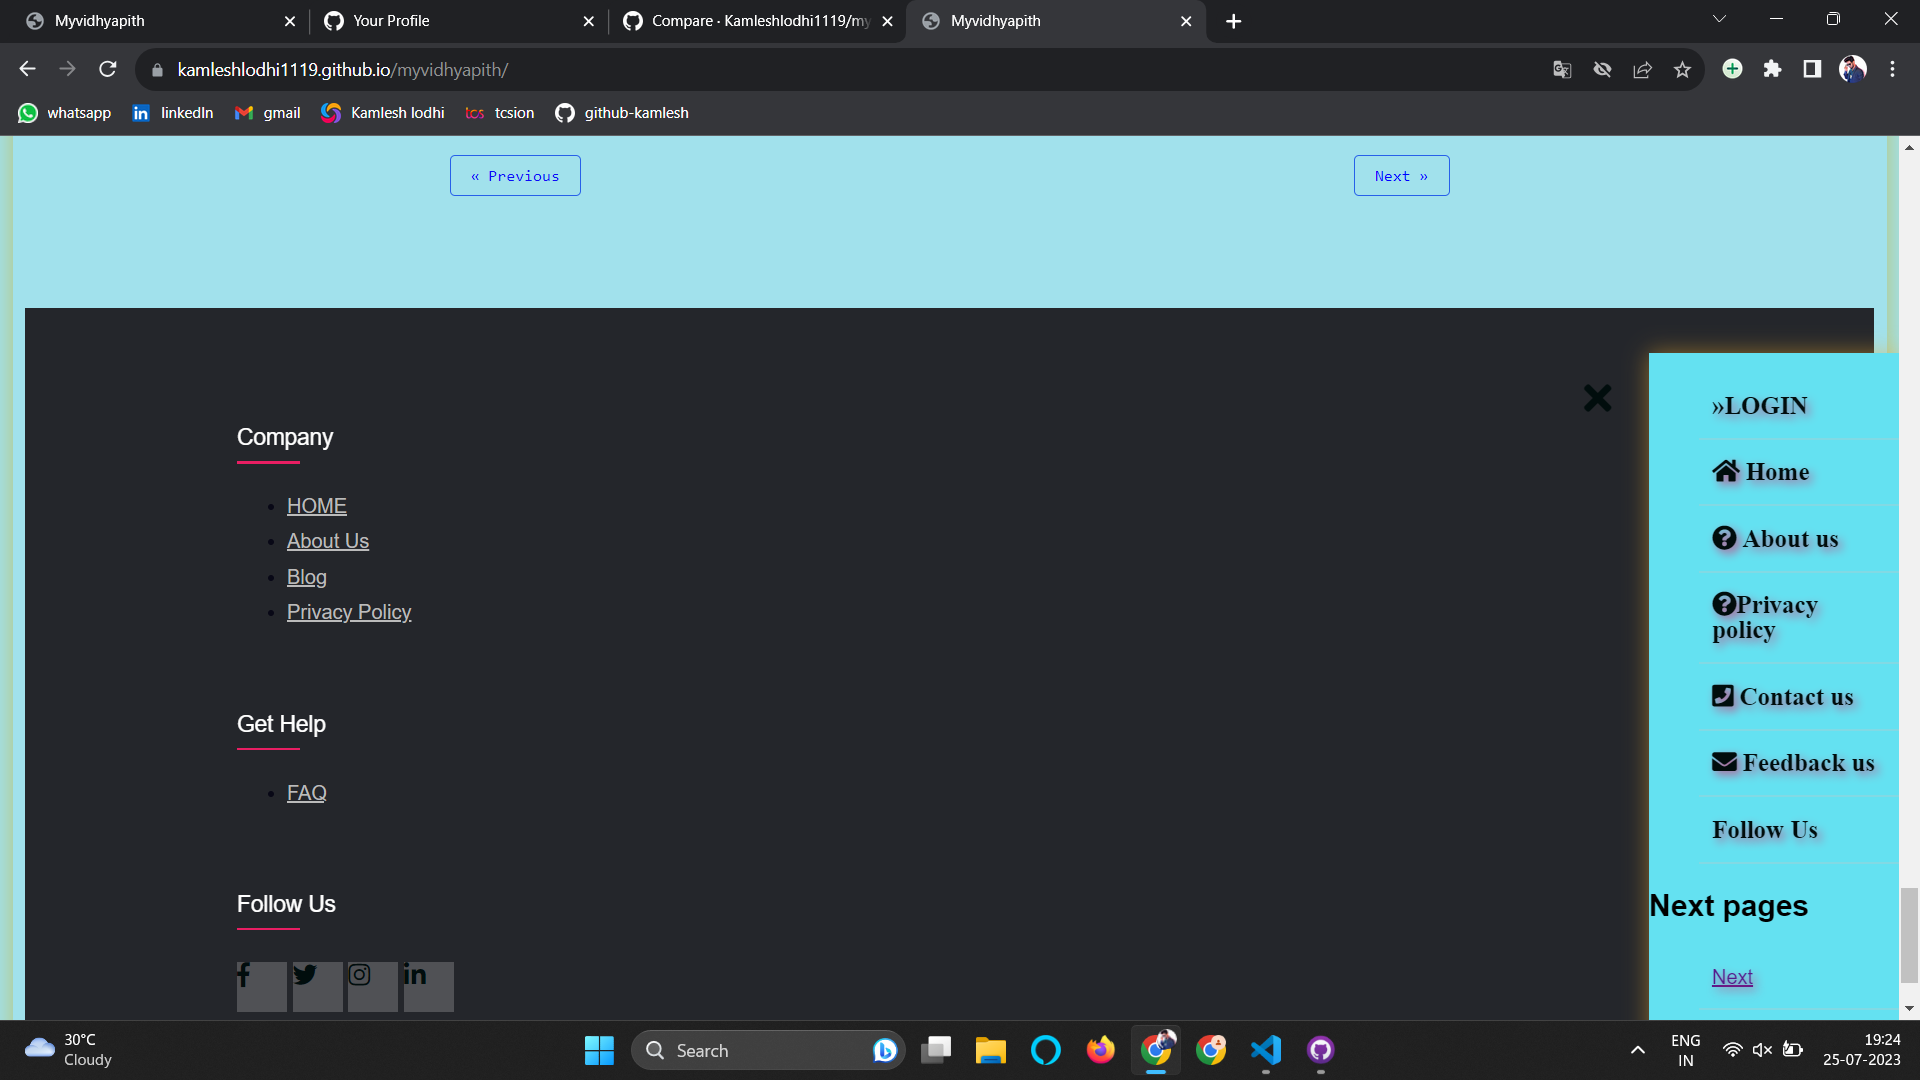 Myvidhyapith
Your Profile
Compare · Kamleshlodhi1119/my
Myvidhyapith
kamleshlodhi1119.github.io/myvidhyapith/
whatsapp
linkedIn
gmail
Kamlesh lodhi
tcs tcsion
github-kamlesh
« Previous
Next »
Company
HOME
About Us
Blog
Privacy Policy
Get Help
FAQ
Follow Us
»LOGIN
Home
About us
Privacy
policy
Contact us
Feedback us
Follow Us
Next pages
Next
30°C
Cloudy
Search
ENG
IN
19:24
25-07-2023